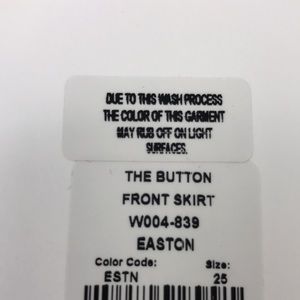 DUE TO THIS WASH PROCESS
THE COLOR OF THIS GARMENT
MAY RUB OFF ON LIGHT
SURFACES.
THE BUTTON
FRONT SKIRT
W004-839
EASTON
Color Code: Size:
ESTN 25